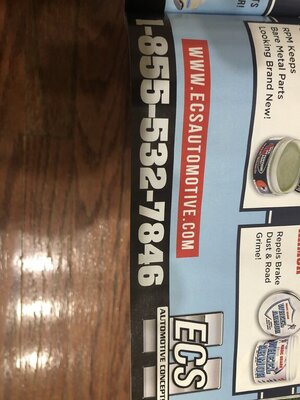 RPM Keeps
Bare Metal Parts
Looking Brand New!
WWW.ECSAUTOMOTIVE.COM
1-855-532-7846
Repels Brake
Dust & Road
Grime!
ECS
AUTOMOTIVE CONCEPTS